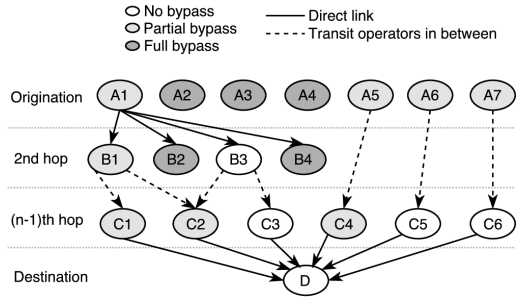 No bypass
Partial bypass
Full bypass
Direct link
Transit operators in between
Origination A1 A2 A3 A4 A5 A6 A7
2nd hop B1 B2 B3 B4
(n-1)th hop C1 C2 C3 C4 C5 C6
Destination D